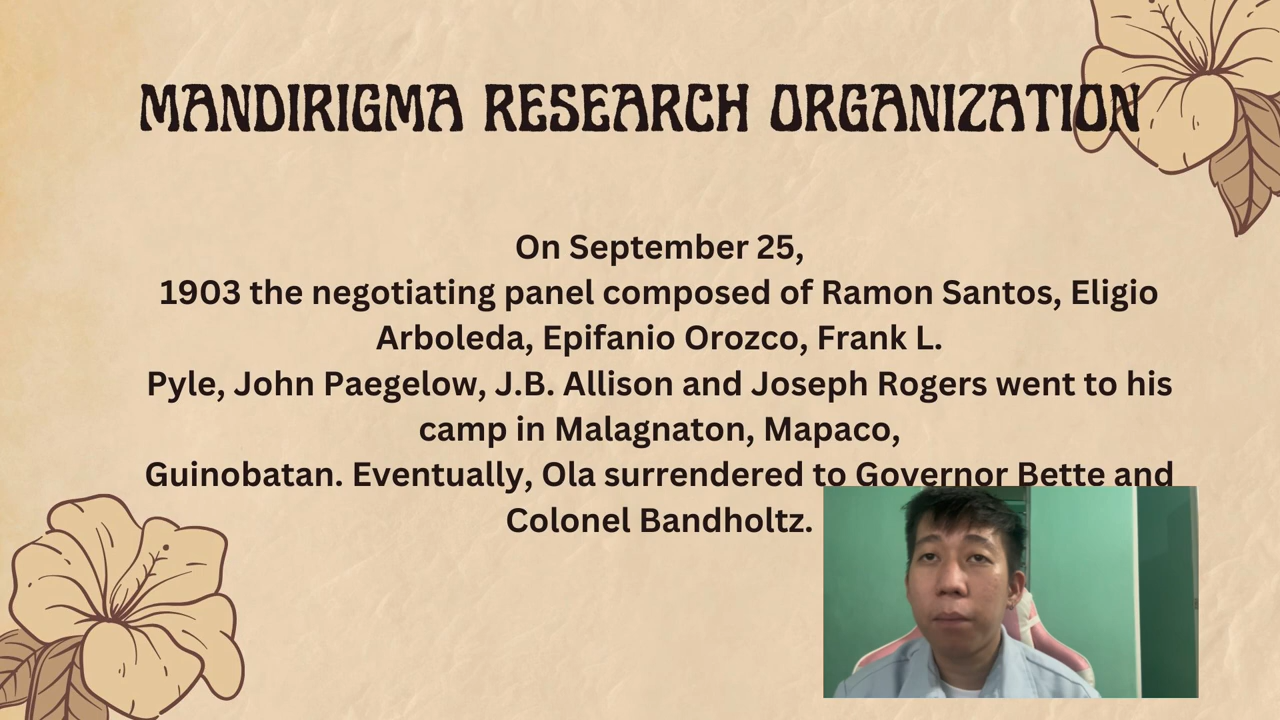 MANDIRIGMA RESEARCH ORGANIZATION
On September 25,
1903 the negotiating panel composed of Ramon Santos, Eligio
Arboleda, Epifanio Orozco, Frank L.
Pyle, John Paegelow, J.B. Allison and Joseph Rogers went to his
camp in Malagnaton, Mapaco,
Guinobatan. Eventually, Ola surrendered to Governor Bette and
Colonel Bandholtz.